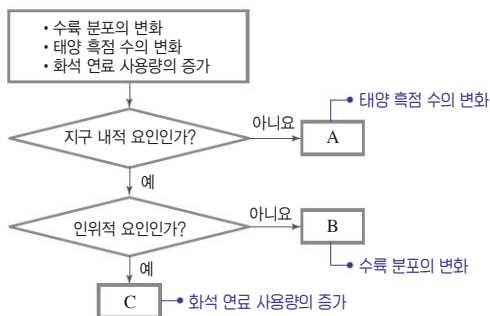 • 수륙 분포의 변화
• 태양 흑점 수의 변화
• 화석 연료 사용량의 증가
태양 흑점 수의 변화
지구 내적 요인인가?
아니요
A
예
인위적 요인인가?
아니요
B
수륙 분포의 변화
예
C
화석 연료 사용량의 증가